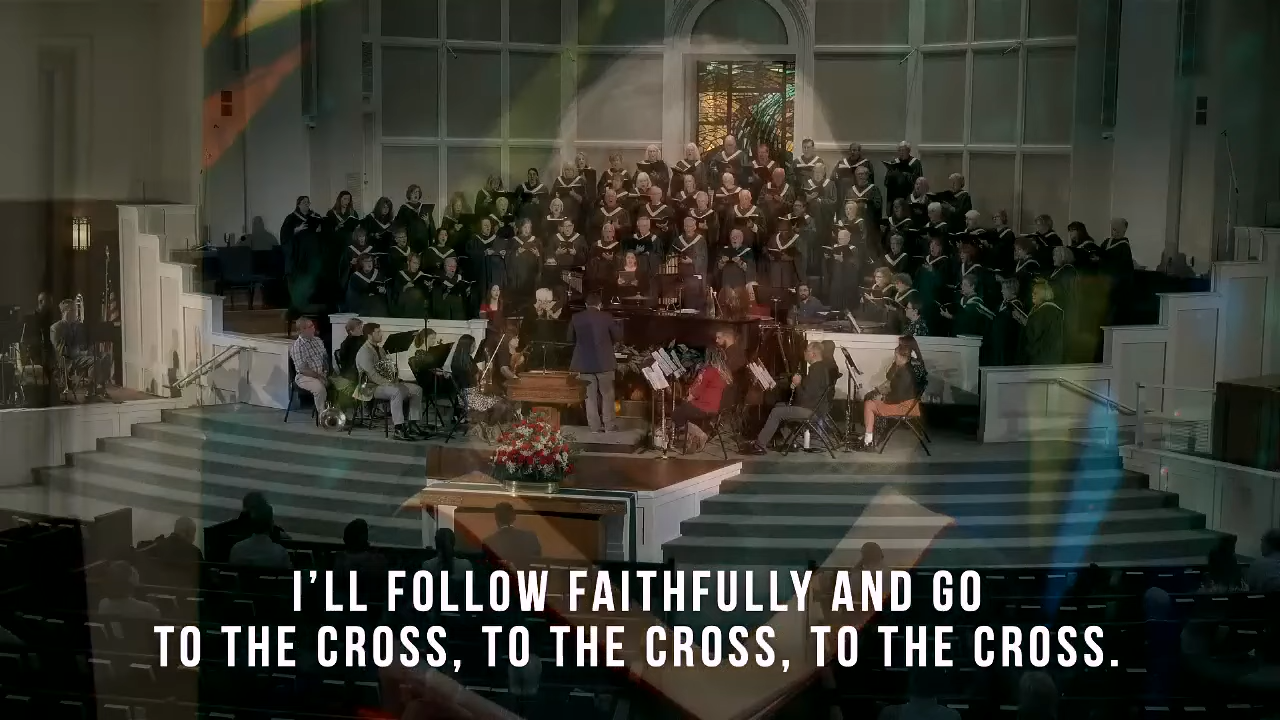 I'LL FOLLOW FAITHFULLY AND GO
TO THE CROSS, TO THE CROSS, TO THE CROSS.